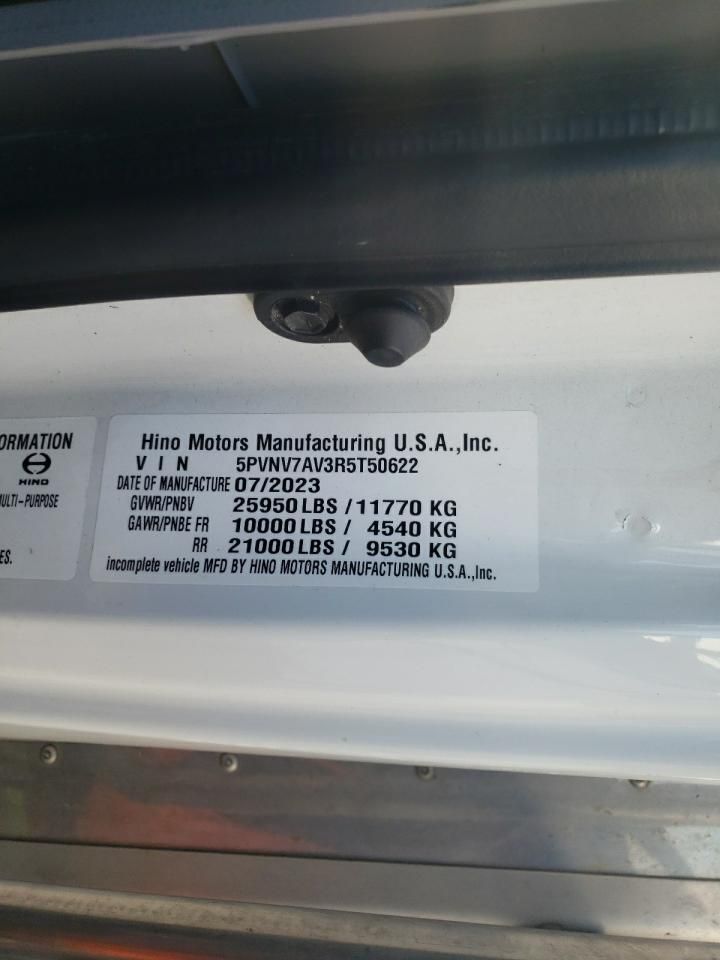 ORMATION
HINO
ULTI-PURPOSE
ES.
Hino Motors Manufacturing U.S.A.,Inc.
V I N 5PVNV7AV3R5T50622
DATE OF MANUFACTURE 07/2023
GVWR/PNBV 25950 LBS / 11770 KG
GAWR/PNBE FR 10000 LBS / 4540 KG
RR 21000 LBS / 9530 KG
incomplete vehicle MFD BY HINO MOTORS MANUFACTURING U.S.A.,Inc.